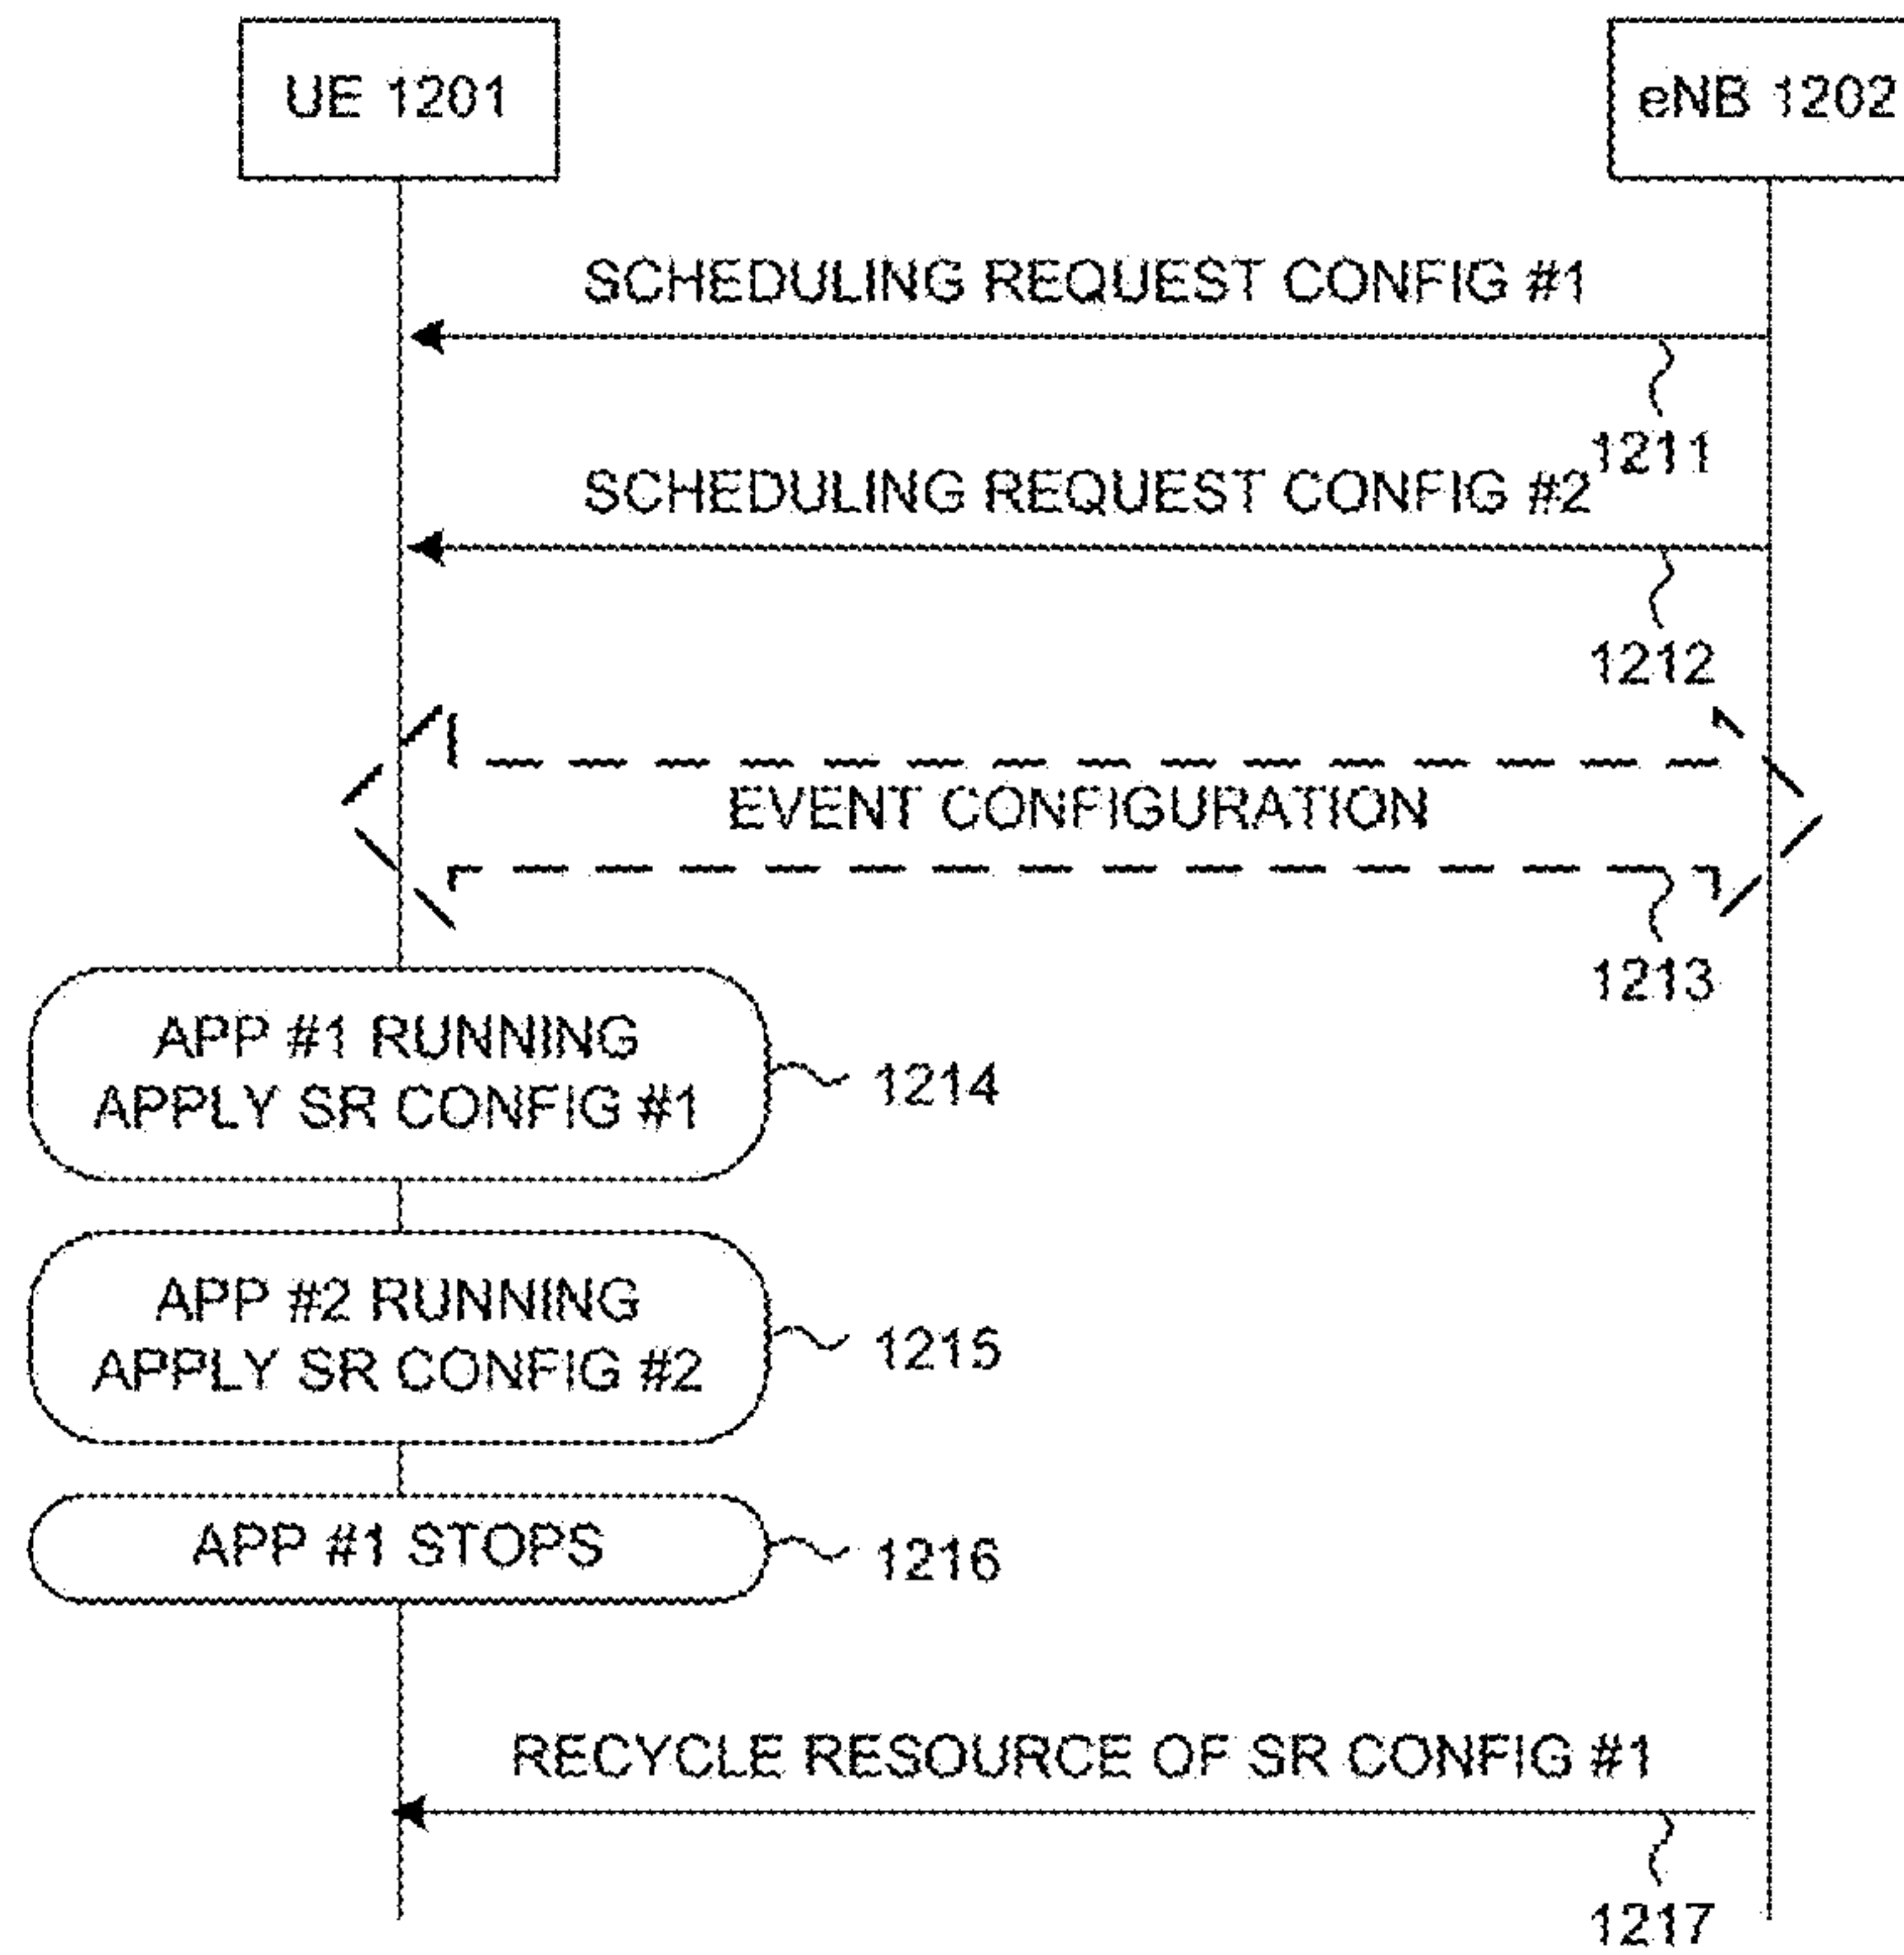 UE 1201
eNB 1202
SCHEDULING REQUEST CONFIG #1
1211
SCHEDULING REQUEST CONFIG #2
1212
EVENT CONFIGURATION
1213
APP #1 RUNNING
APPLY SR CONFIG #1
1214
APP #2 RUNNING
APPLY SR CONFIG #2
1215
APP #1 STOPS
1216
RECYCLE RESOURCE OF SR CONFIG #1
1217